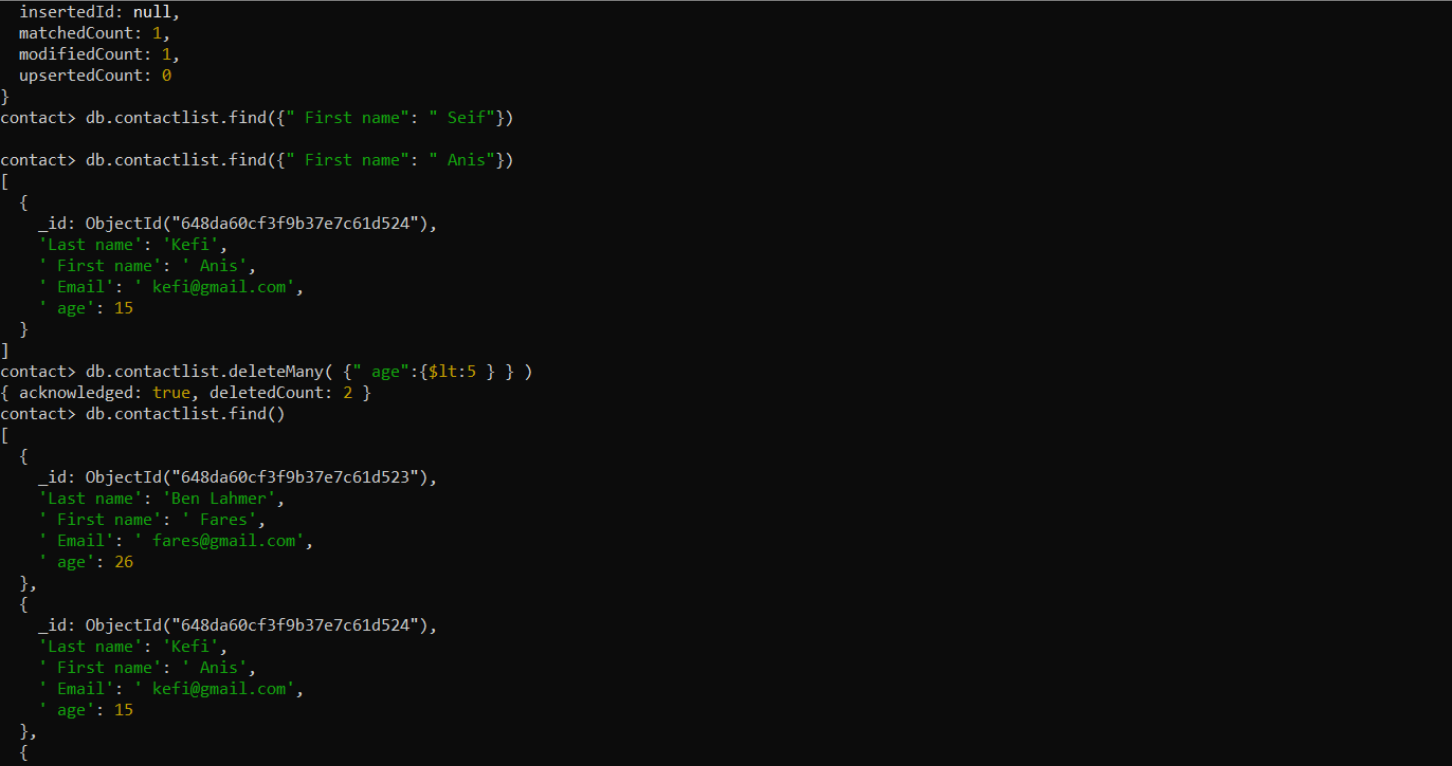 insertedId: null,
  matchedCount: 1,
  modifiedCount: 1,
  upsertedCount: 0
}
contact> db.contactlist.find({" First name": " Seif"})

contact> db.contactlist.find({" First name": " Anis"})
[
  {
    _id: ObjectId("648da60cf3f9b37e7c61d524"),
    'Last name': 'Kefi',
    ' First name': ' Anis',
    ' Email': ' kefi@gmail.com',
    ' age': 15
  }
]
contact> db.contactlist.deleteMany( {" age":{$lt:5 } } )
{ acknowledged: true, deletedCount: 2 }
contact> db.contactlist.find()
[
  {
    _id: ObjectId("648da60cf3f9b37e7c61d523"),
    'Last name': 'Ben Lahmer',
    ' First name': ' Fares',
    ' Email': ' fares@gmail.com',
    ' age': 26
  },
  {
    _id: ObjectId("648da60cf3f9b37e7c61d524"),
    'Last name': 'Kefi',
    ' First name': ' Anis',
    ' Email': ' kefi@gmail.com',
    ' age': 15
  },
  {